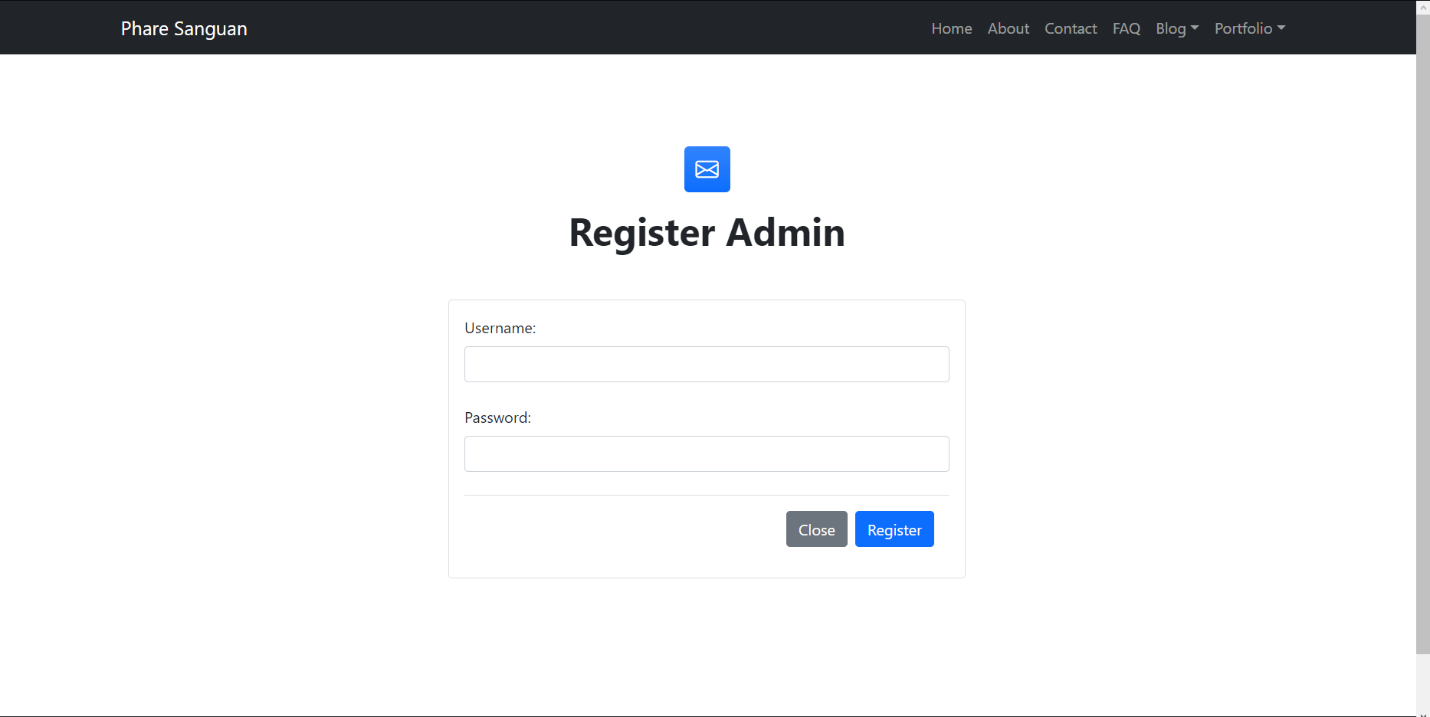 Phare Sanguan Home About Contact FAQ Blog Portfolio
Register Admin
Username:
Password:
Close Register